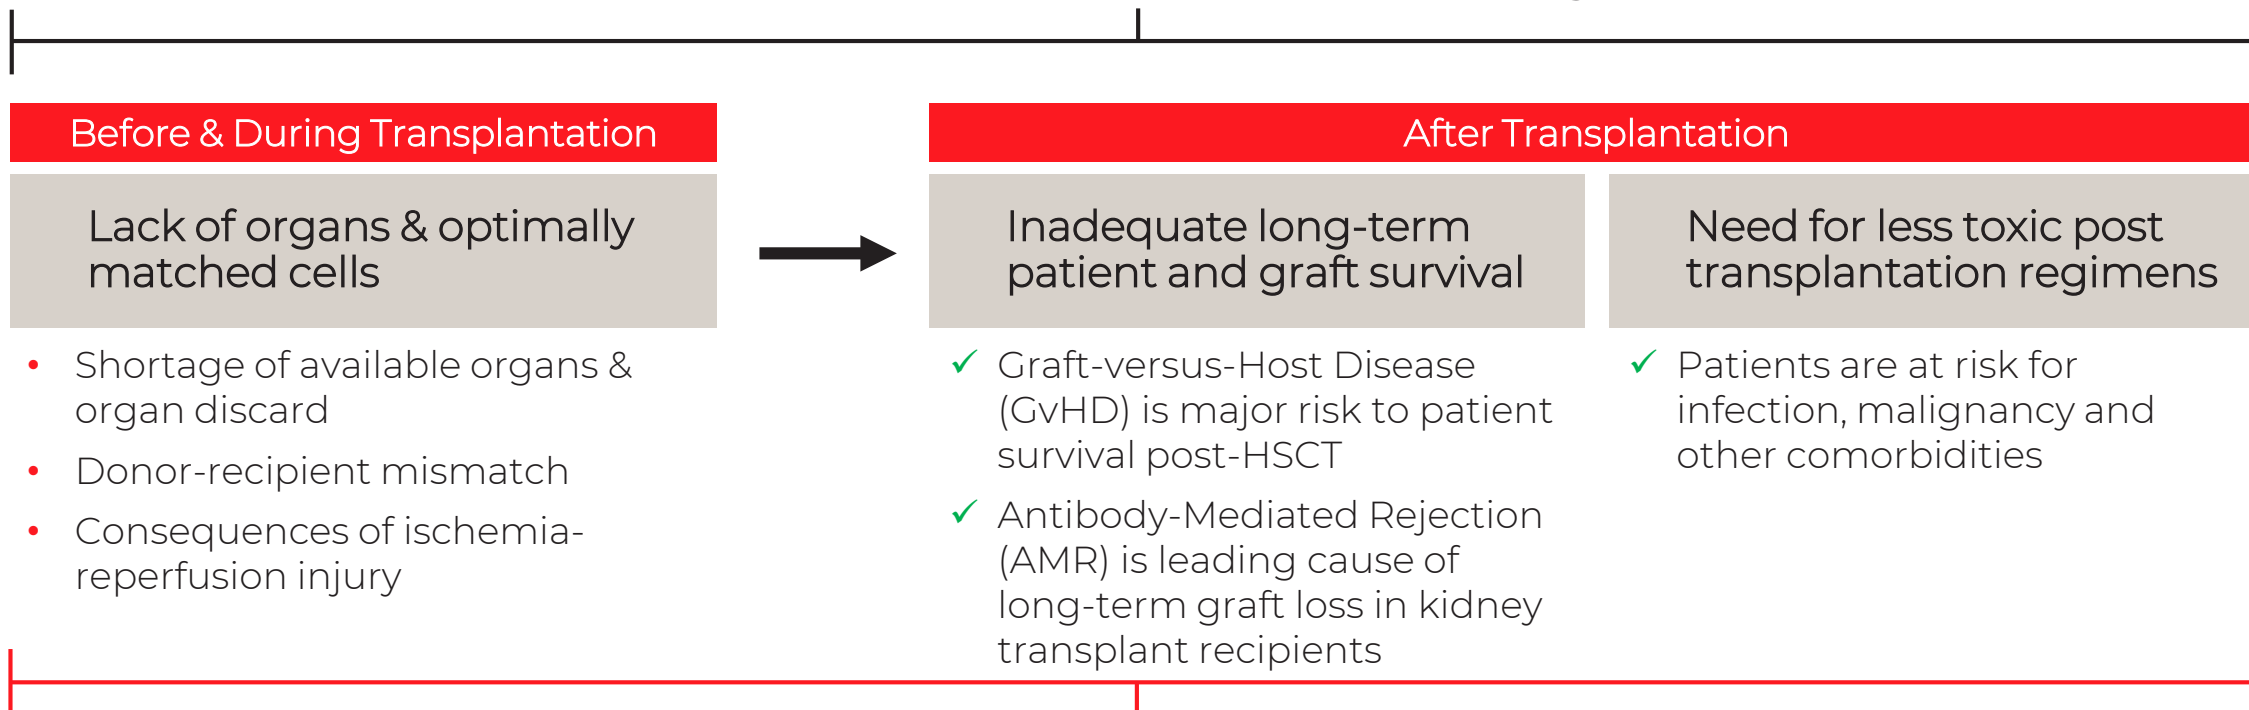 Before & During Transplantation
After Transplantation
Lack of organs & optimally
matched cells
Inadequate long-term
patient and graft survival
Need for less toxic post
transplantation regimens
• Shortage of available organs &
organ discard
• Donor-recipient mismatch
• Consequences of ischemia-
reperfusion injury
✓ Graft-versus-Host Disease
(GvHD) is major risk to patient
survival post-HSCT
✓ Antibody-Mediated Rejection
(AMR) is leading cause of
long-term graft loss in kidney
transplant recipients
✓ Patients are at risk for
infection, malignancy and
other comorbidities